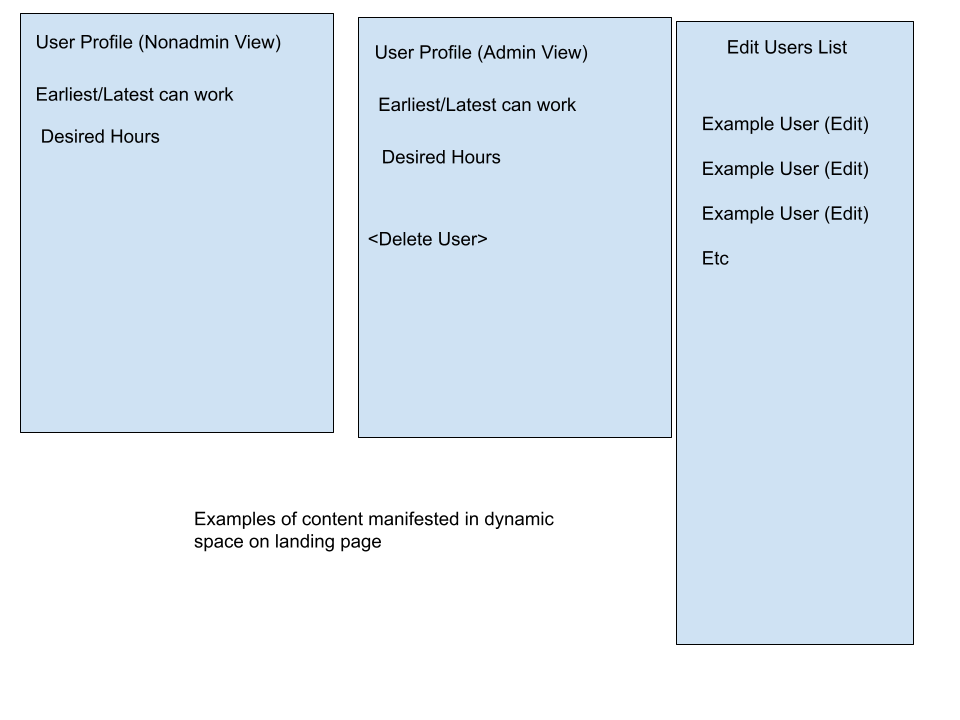 User Profile (Nonadmin View)
Earliest/Latest can work
Desired Hours
User Profile (Admin View)
Earliest/Latest can work
Desired Hours
<Delete User>
Edit Users List
Example User (Edit)
Example User (Edit)
Example User (Edit)
Etc
Examples of content manifested in dynamic
space on landing page